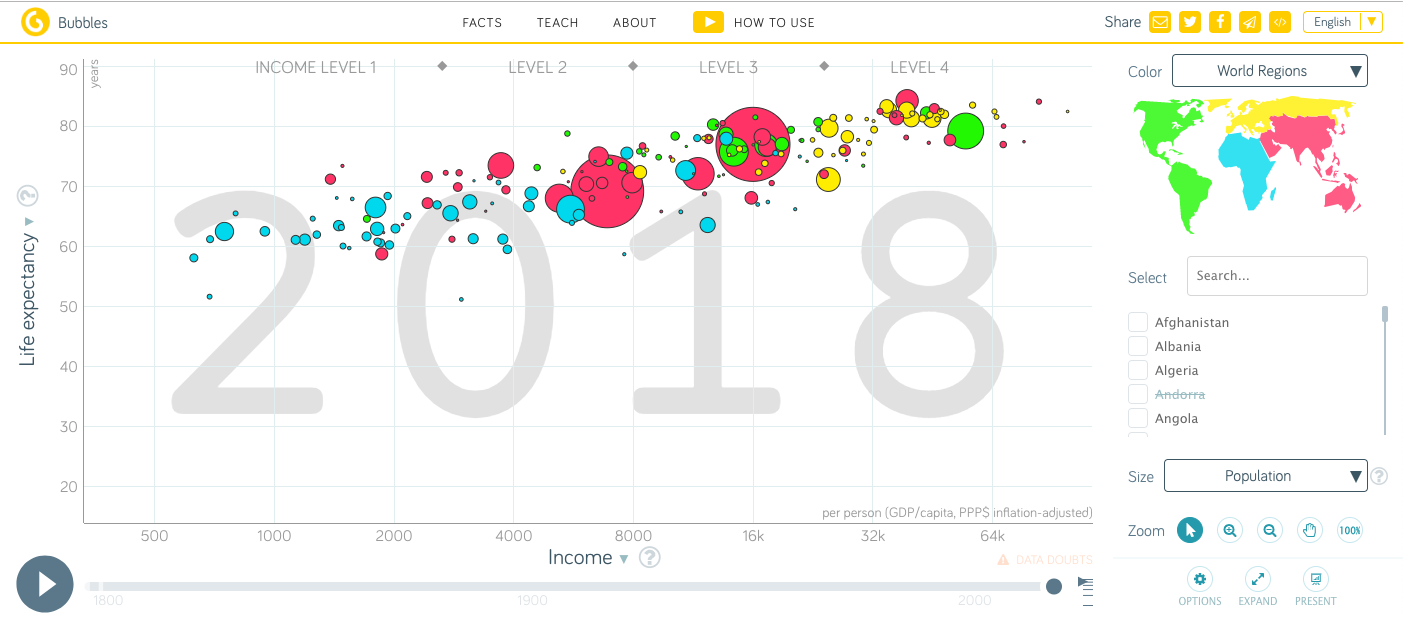 Bubbles FACTS TEACH ABOUT HOW TO USE Share English
90 years INCOME LEVEL 1 LEVEL 2 LEVEL 3 LEVEL 4
80
70
60
50
40
30
20
Life expectancy ?
2018
per person (GDP/capita, PPP$ inflation-adjusted)
500 1000 2000 4000 8000 16k 32k 64k
Income ?
DATA DOUBTS
1800 1900 2000
Color World Regions
Select Search...
Afghanistan
Albania
Algeria
Andorra
Angola
Size Population ?
Zoom 100%
OPTIONS EXPAND PRESENT